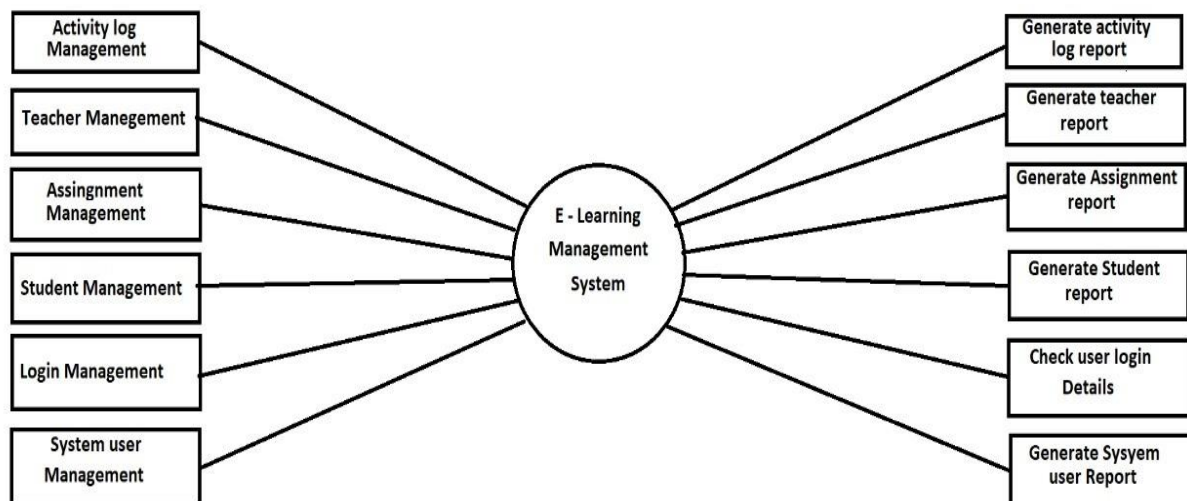 Activity log
Management
Teacher Manegement
Assingnment
Management
Student Management
Login Management
System user
Management
E - Learning
Management
System
Generate activity
log report
Generate teacher
report
Generate Assignment
report
Generate Student
report
Check user login
Details
Generate Sysyem
user Report